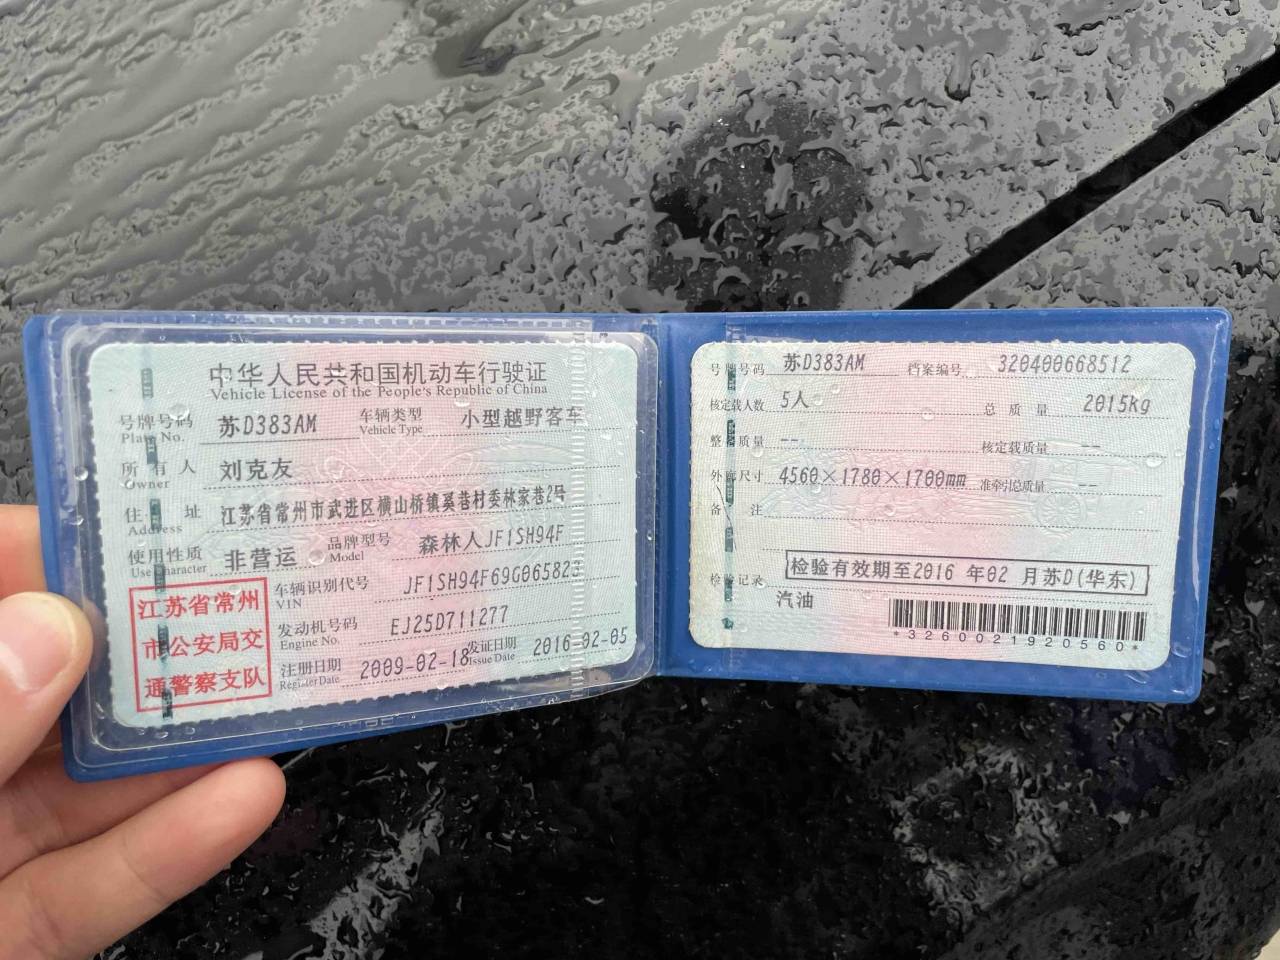 中华人民共和国机动车行驶证
Vehicle License of the People's Republic of China
号牌号码 苏D383AM 车辆类型 小型越野客车
Plate No. Vehicle Type
所有人 刘克友
Owner
住址 江苏省常州市武进区横山桥镇奚巷村委林家巷2号
Address
使用性质 非营运 品牌型号 森林人JF1SH94F
Use Character Model
江苏省常州
市公安局交
通警察支队
车辆识别代号 JF1SH94F69G065823
VIN
发动机号码 EJ25D711277
Engine No.
注册日期 2009-02-18 发证日期 2016-02-05
Register Date Issue Date
号牌号码 苏D383AM 档案编号 320400668512
核定载人数 5人 总质量 2015Kg
整备质量 -- 核定载质量 --
外廓尺寸 4560×1780×1700mm 准牵引总质量 --
备注
检验记录 检验有效期至2016 年02 月苏D(华东)
汽油
*3260021920560*